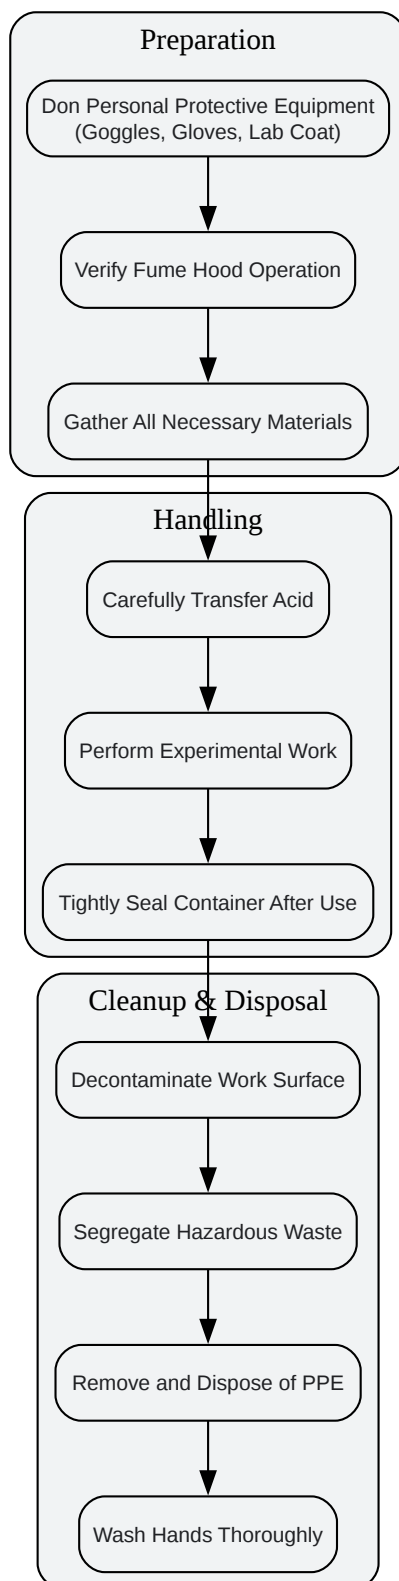 Preparation
Don Personal Protective Equipment
(Goggles, Gloves, Lab Coat)
Verify Fume Hood Operation
Gather All Necessary Materials
Handling
Carefully Transfer Acid
Perform Experimental Work
Tightly Seal Container After Use
Cleanup & Disposal
Decontaminate Work Surface
Segregate Hazardous Waste
Remove and Dispose of PPE
Wash Hands Thoroughly